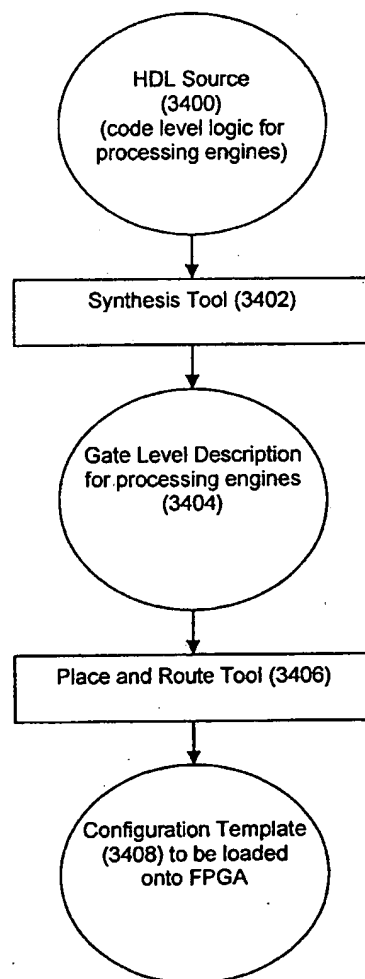 HDL Source
(3400)
(code level logic for
processing engines)
Synthesis Tool (3402)
Gate Level Description
for processing engines
(3404)
Place and Route Tool (3406)
Configuration Template
(3408) to be loaded
onto FPGA